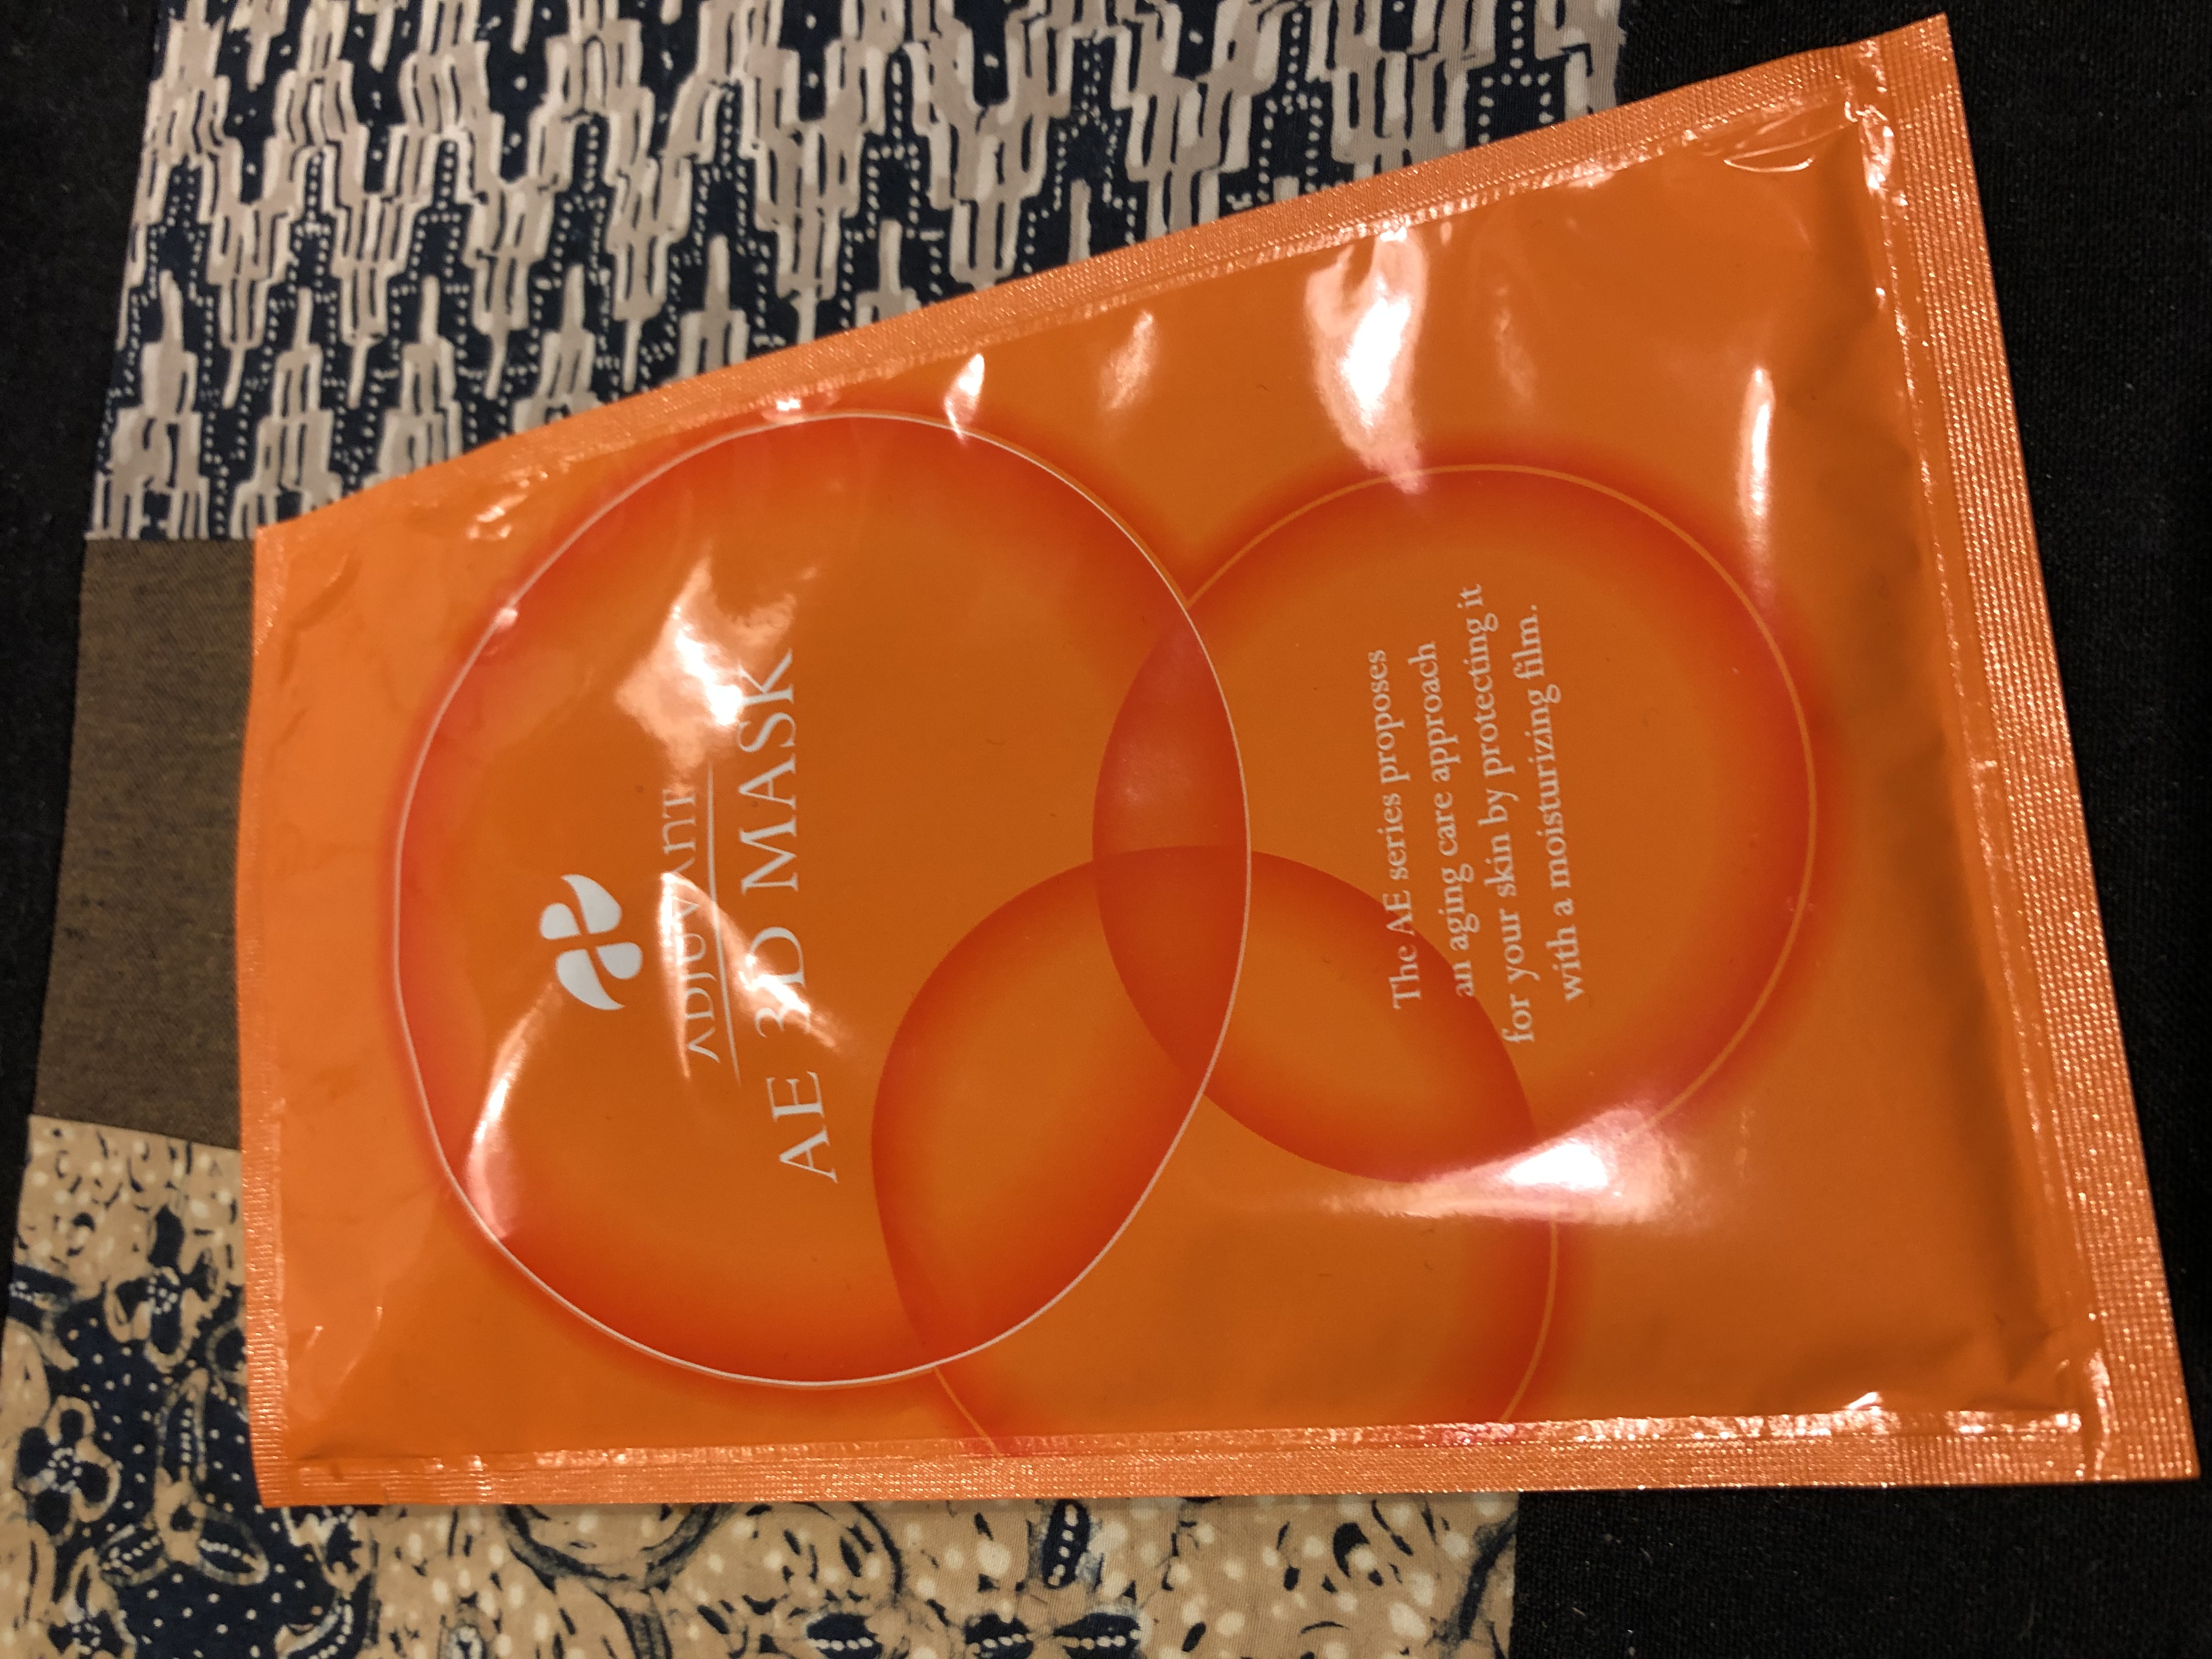 ADJUVANT
AE 3D MASK
The AE series proposes
an aging care approach
for your skin by protecting it
with a moisturizing film.